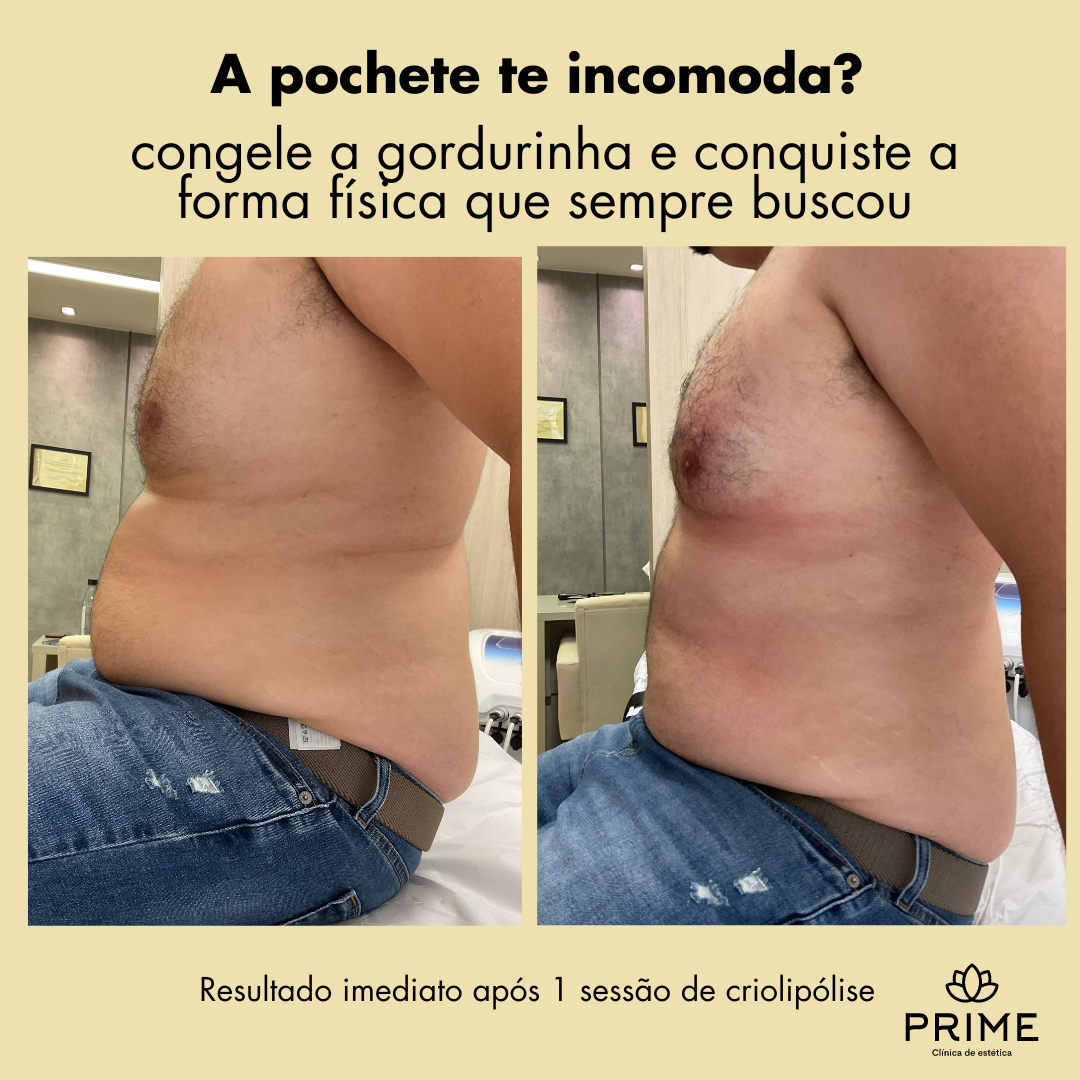 A pochete te incomoda?
congele a gordurinha e conquiste a
forma física que sempre buscou
Resultado imediato após 1 sessão de criolipólise
PRIME
Clínica de estética